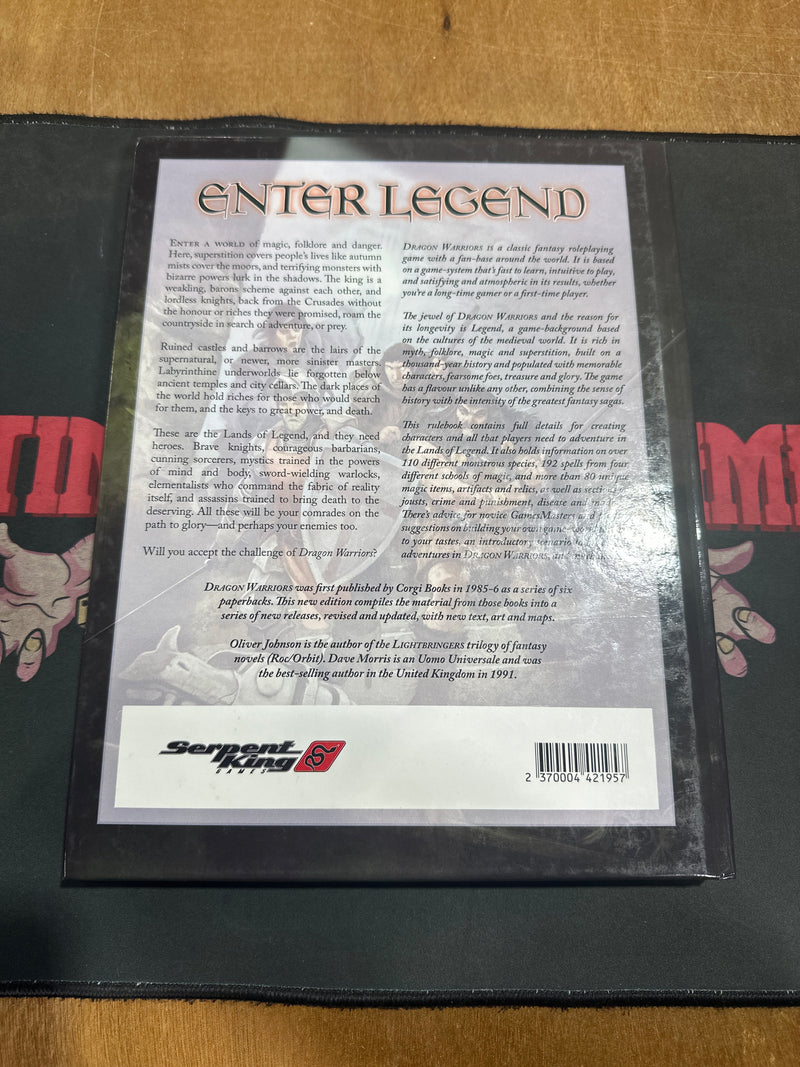 ENTER LEGEND
ENTER A WORLD of magic, folklore and danger.
Here, superstition covers people's lives like autumn
mists cover the moors, and terrifying monsters with
bizarre powers lurk in the shadows. The king is a
weakling, barons scheme against each other, and
lordless knights, back from the Crusades without
the honour or riches they were promised, roam the
countryside in search of adventure, or prey.
Ruined castles and barrows are the lairs of the
supernatural, or newer, more sinister masters.
Labyrinthine underworlds lie forgotten below
ancient temples and city cellars. The dark places of
the world hold riches for those who would search
for them, and the keys to great power, and death.
These are the Lands of Legend, and they need
heroes. Brave knights, courageous barbarians,
cunning sorcerers, mystics trained in the powers
of mind and body, sword-wielding warlocks,
elementalists who command the fabric of reality
itself, and assassins trained to bring death to the
deserving. All these will be your comrades on the
path to glory—and perhaps your enemies too.
Will you accept the challenge of Dragon Warriors?
DRAGON WARRIORS is a classic fantasy roleplaying
game with a fan-base around the world. It is based
on a game-system that's fast to learn, intuitive to play,
and satisfying and atmospheric in its results, whether
you're a long-time gamer or a first-time player.
The jewel of DRAGON WARRIORS and the reason for
its longevity is Legend, a game-background based
on the cultures of the medieval world. It is rich in
myth, folklore, magic and superstition, built on a
thousand-year history and populated with memorable
characters, fearsome foes, treasure and glory. The game
has a flavour unlike any other, combining the sense of
history with the intensity of the greatest fantasy sagas.
This rulebook contains full details for creating
characters and all that players need to adventure in
the Lands of Legend. It also holds information on over
110 different monstrous species, 192 spells from four
different schools of magic, and more than 80 unique
magic items, artifacts and relics, as well as
jousts, crime and punishment, disease and
There's advice for novice GamesMasters
suggestions on building your own game
to your tastes, an introductory scenario
adventures in DRAGON WARRIORS, and
DRAGON WARRIORS was first published by Corgi Books in 1985-6 as a series of six
paperbacks. This new edition compiles the material from those books into a
series of new releases, revised and updated, with new text, art and maps.
Oliver Johnson is the author of the LIGHTBRINGERS trilogy of fantasy
novels (Roc/Orbit). Dave Morris is an Uomo Universale and was
the best-selling author in the United Kingdom in 1991.
Serpent
King
GAMES
2 370004 421957